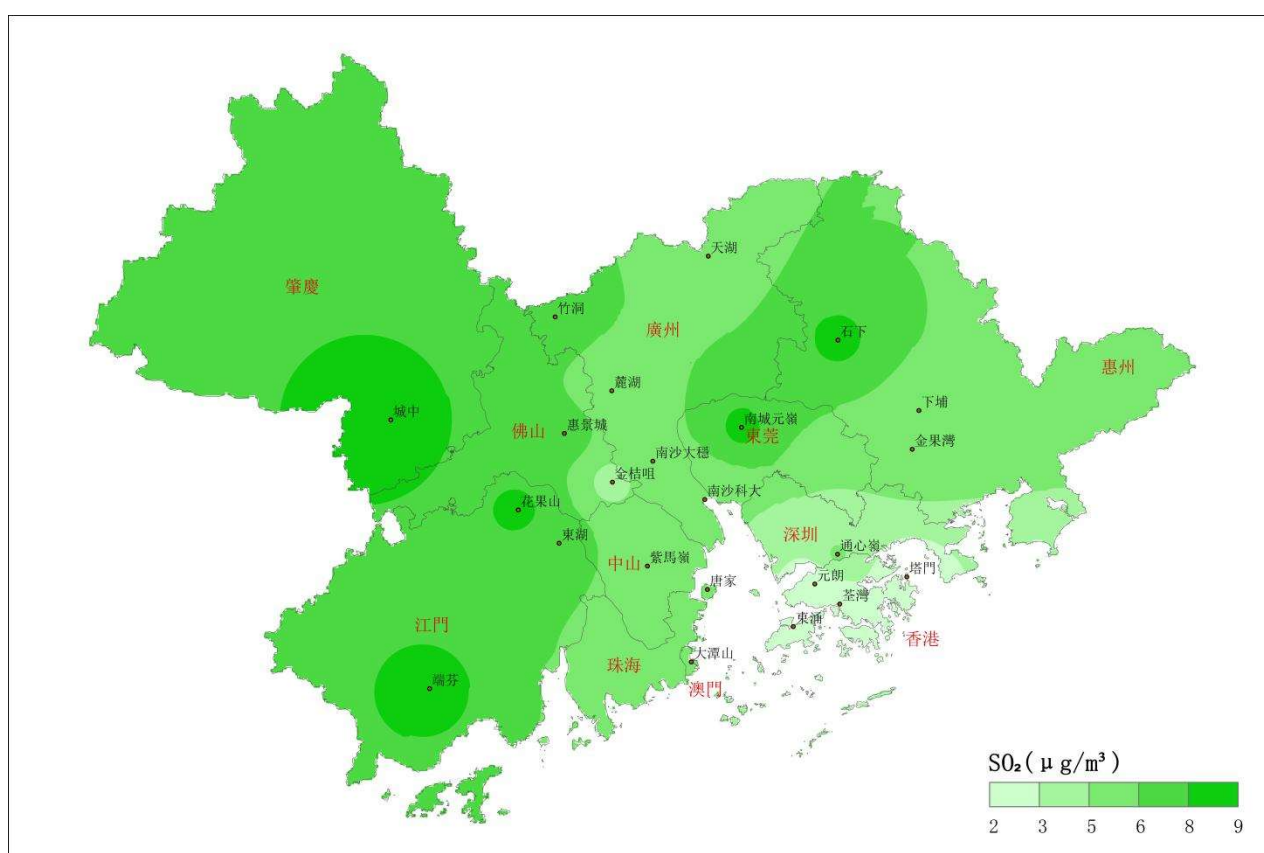 天湖
肇慶
竹洞
廣州
石下
惠州
麓湖
城中
下埔
南城元嶺
佛山
惠景城
東莞
金果灣
南沙大穩
金桔咀
南沙科大
花果山
深圳
東湖
通心嶺
中山
紫馬嶺
塔門
唐家
元朗
荃灣
江門
東涌
香港
珠海
大潭山
端芬
澳門
SO₂(μg/m³)
2 3 5 6 8 9